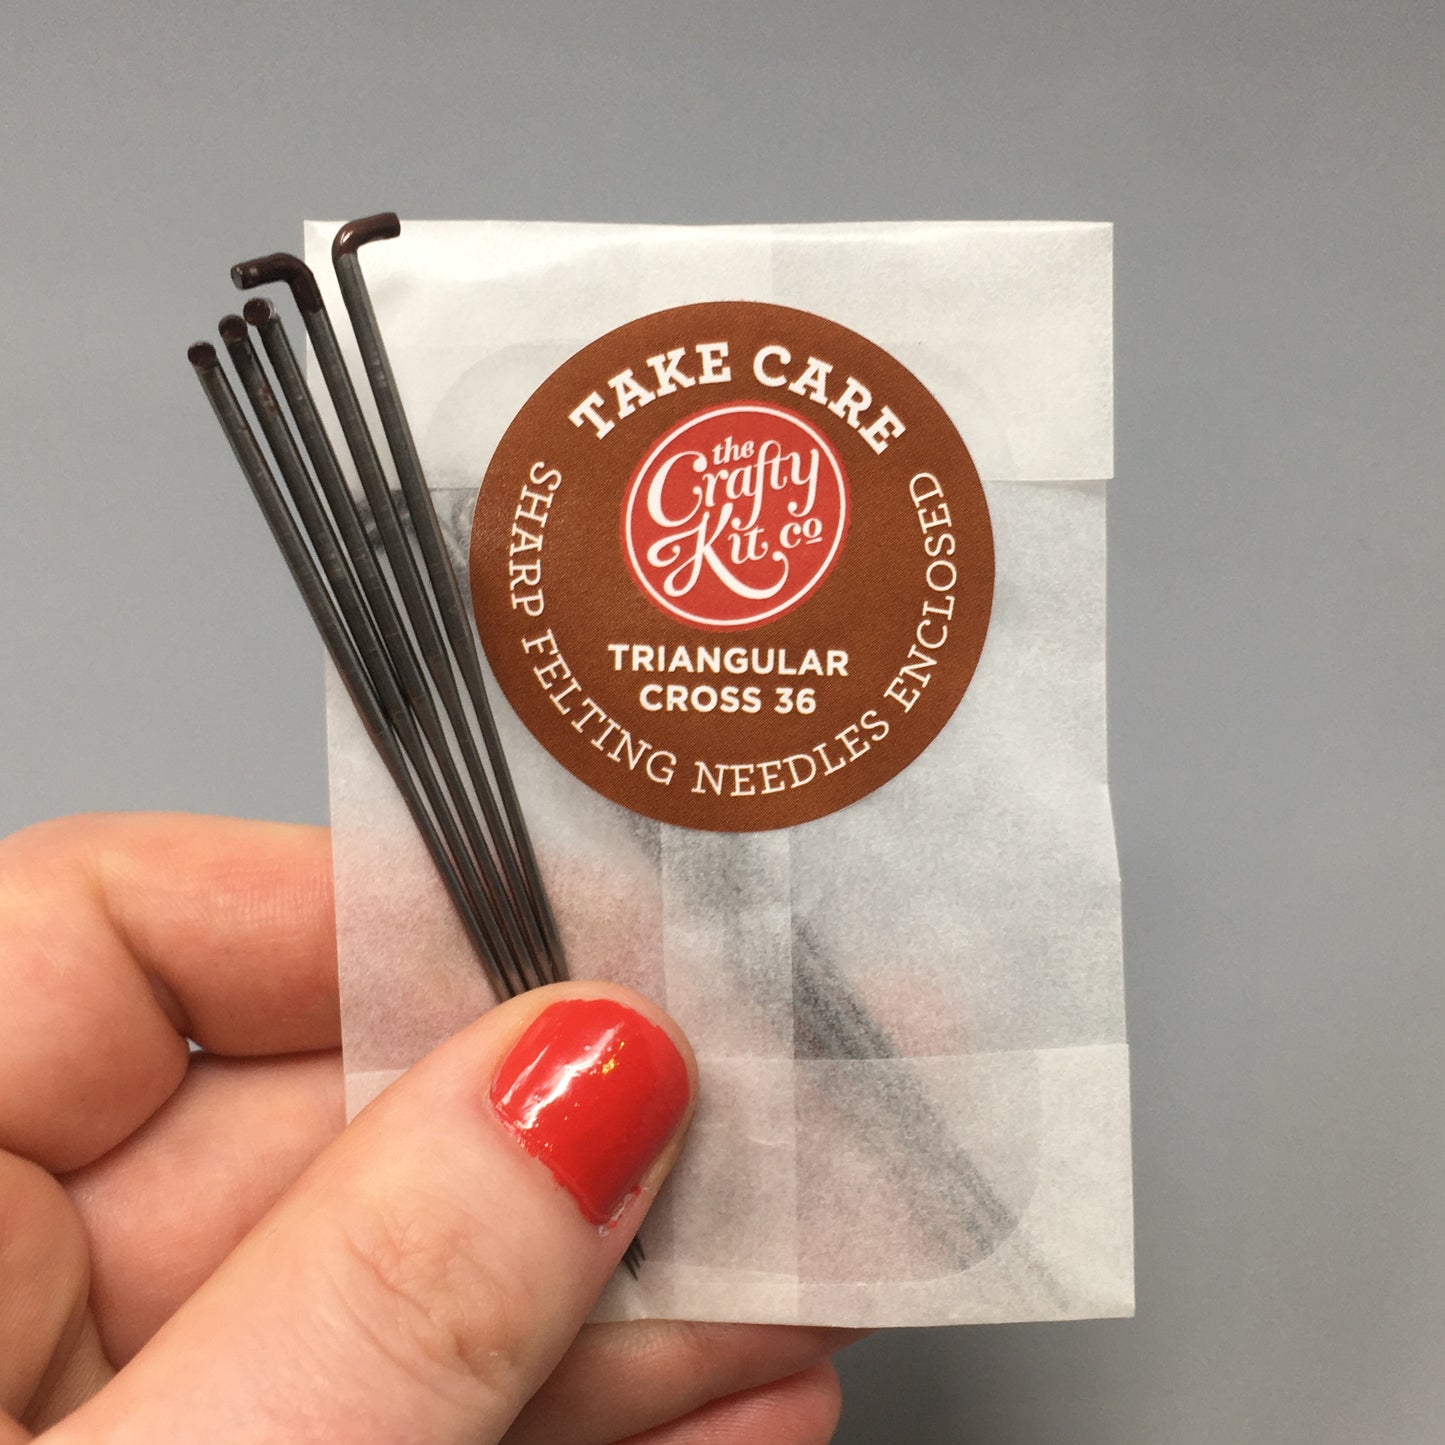 TAKE CARE
the
Crafty
Kit Co
TRIANGULAR
CROSS 36
SHARP FELTING NEEDLES ENCLOSED